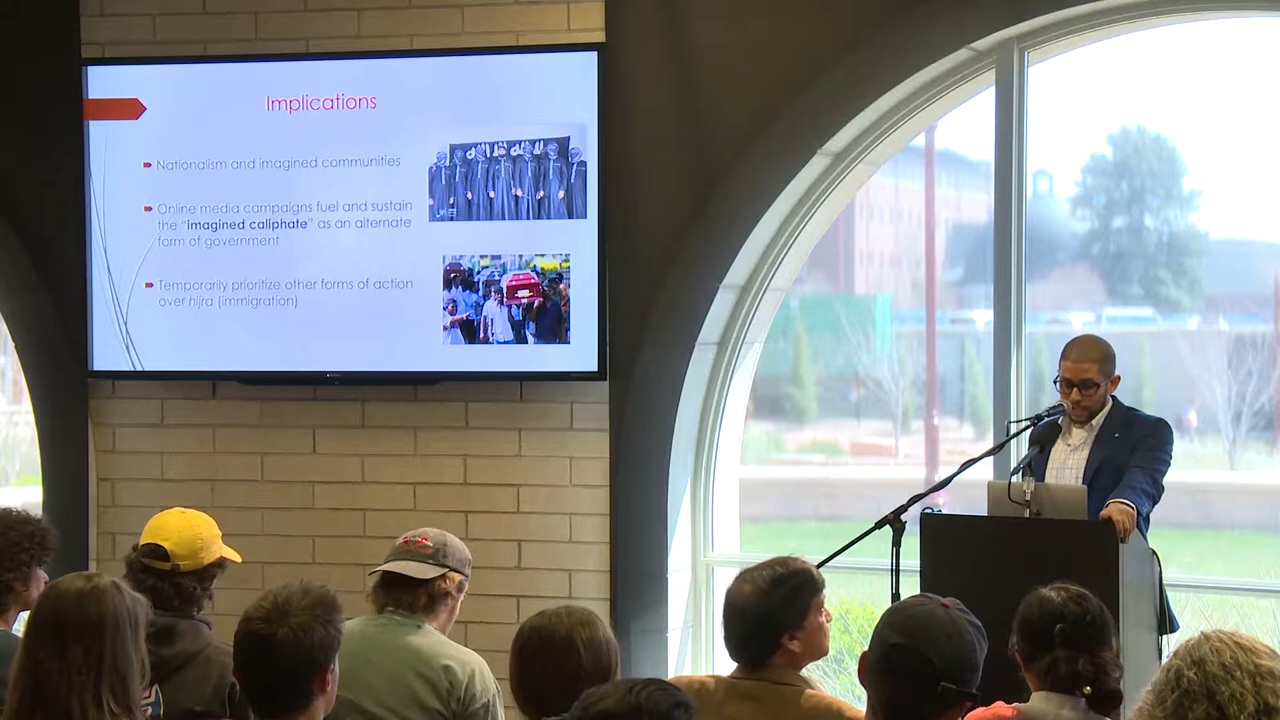 Implications
Nationalism and imagined communities
Online media campaigns fuel and sustain
the "imagined caliphate" as an alternate
form of government
Temporarily prioritize other forms of action
over hijra (immigration)